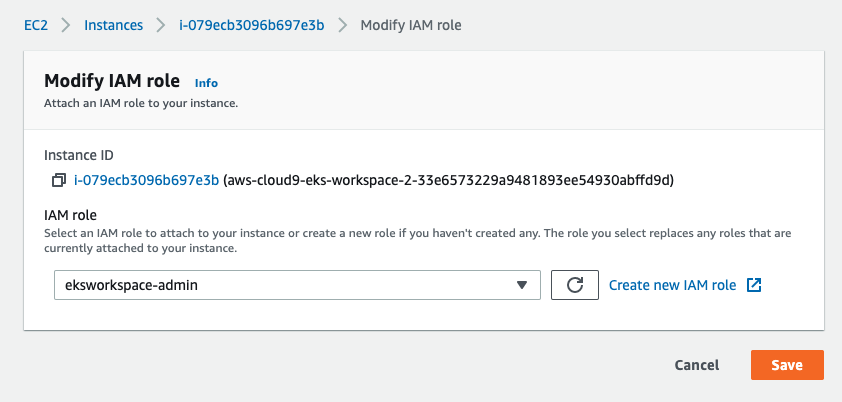 EC2 > Instances > i-079ecb3096b697e3b > Modify IAM role
Modify IAM role Info
Attach an IAM role to your instance.
Instance ID
i-079ecb3096b697e3b (aws-cloud9-eks-workspace-2-33e6573229a9481893ee54930abffd9d)
IAM role
Select an IAM role to attach to your instance or create a new role if you haven't created any. The role you select replaces any roles that are
currently attached to your instance.
eksworkspace-admin Create new IAM role
Cancel Save